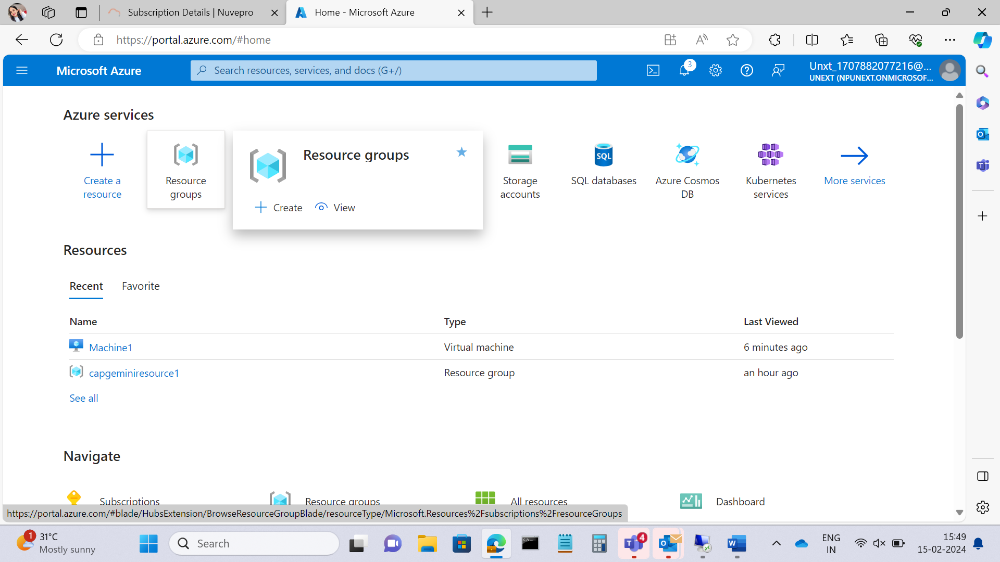 Subscription Details | Nuvepro
Home - Microsoft Azure
https://portal.azure.com/#home
Microsoft Azure
Search resources, services, and docs (G+/)
3
Unxt_1707882077216@...
UNEXT (NPUNEXT.ONMICROSOF...
Azure services
Create a
resource
Resource
groups
Resource groups
Create
View
Storage
accounts
SQL
SQL databases
Azure Cosmos
DB
Kubernetes
services
More services
Resources
Recent
Favorite
Name
Type
Last Viewed
Machine1
Virtual machine
6 minutes ago
capgeminiresource1
Resource group
an hour ago
See all
Navigate
Subscriptions
Resource groups
All resources
Dashboard
https://portal.azure.com/#blade/HubsExtension/BrowseResourceGroupBlade/resourceType/Microsoft.Resources%2Fsubscriptions%2FresourceGroups
1
31°C
Mostly sunny
Search
4
ENG
IN
15:49
15-02-2024